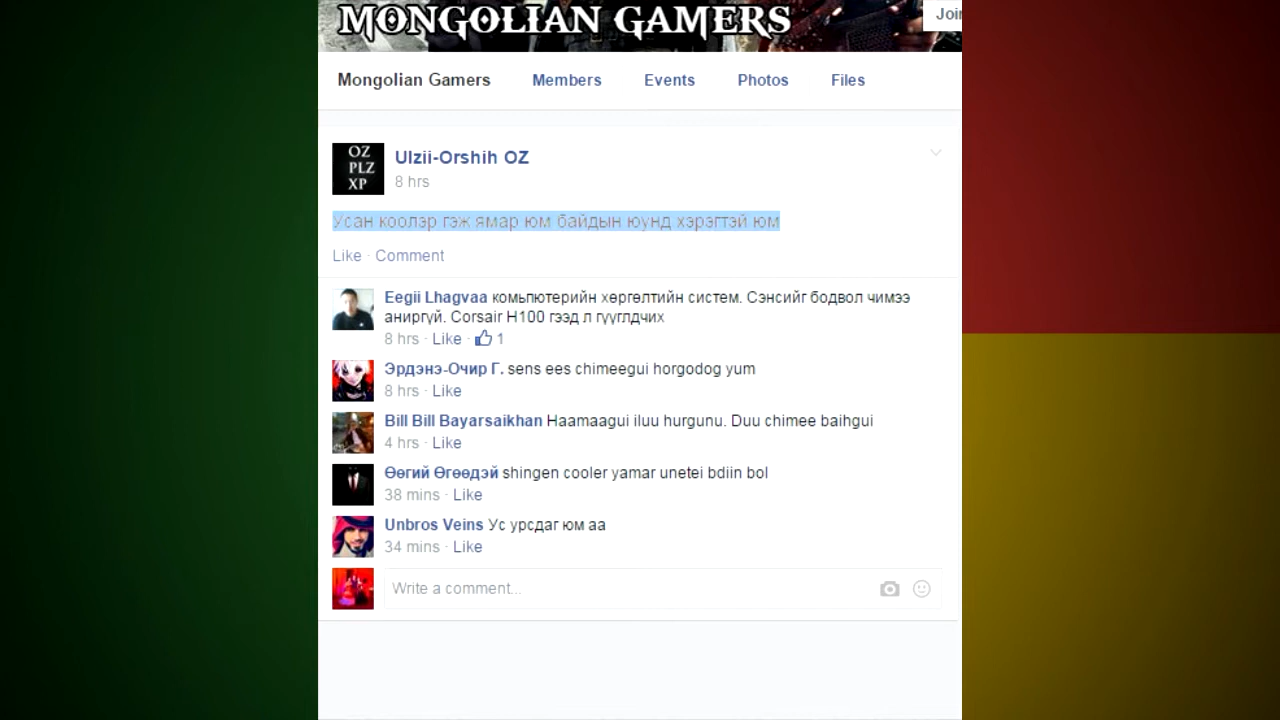 MONGOLIAN GAMERS
Mongolian Gamers Members Events Photos Files
OZ
PLZ
XP
Ulzii-Orshih OZ
8 hrs
Усан коолэр гэж ямар юм байдын юунд хэрэгтэй юм
Like · Comment
Eegii Lhagvaa комьпютерийн хөргөлтийн систем. Сэнсийг бодвол чимээ
аниргүй. Corsair H100 гээд л гүүглдчих
8 hrs · Like · 1
Эрдэнэ-Очир Г. sens ees chimeegui horgodog yum
8 hrs · Like
Bill Bill Bayarsaikhan Haamaagui iluu hurgunu. Duu chimee baihgui
4 hrs · Like
Өөгий Өгөөдэй shingen cooler yamar unetei bdiin bol
38 mins · Like
Unbros Veins Ус урсдаг юм аа
34 mins · Like
Write a comment...